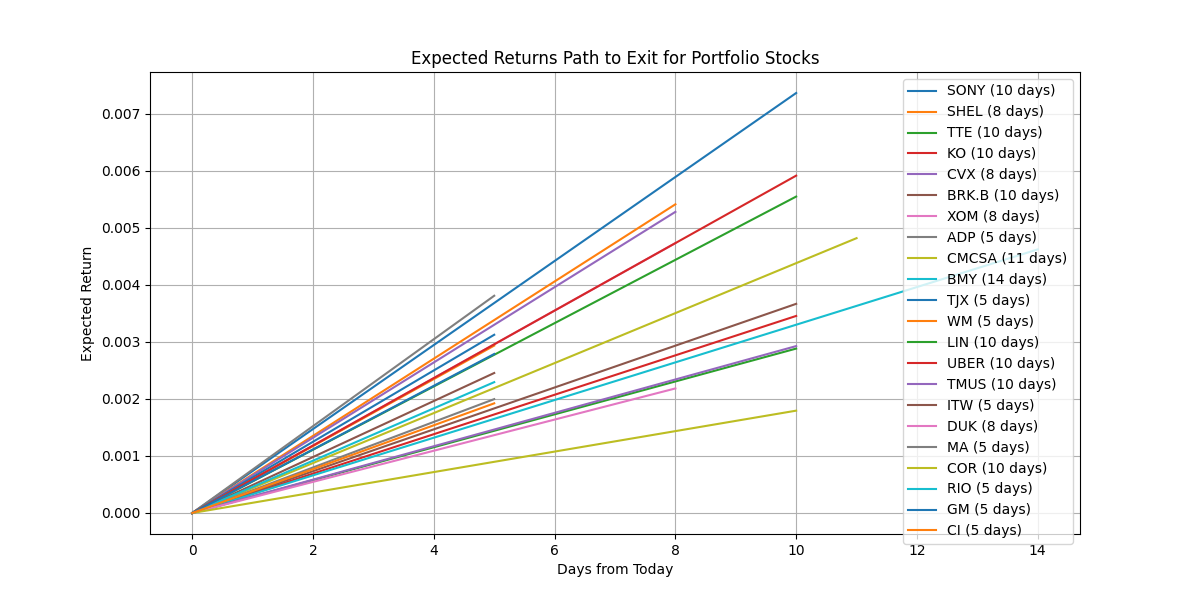 Expected Returns Path to Exit for Portfolio Stocks
Expected Return
0.007
0.006
0.005
0.004
0.003
0.002
0.001
0.000
0 2 4 6 8 10 12 14
Days from Today
SONY (10 days)
SHEL (8 days)
TTE (10 days)
KO (10 days)
CVX (8 days)
BRK.B (10 days)
XOM (8 days)
ADP (5 days)
CMCSA (11 days)
BMY (14 days)
TJX (5 days)
WM (5 days)
LIN (10 days)
UBER (10 days)
TMUS (10 days)
ITW (5 days)
DUK (8 days)
MA (5 days)
COR (10 days)
RIO (5 days)
GM (5 days)
CI (5 days)